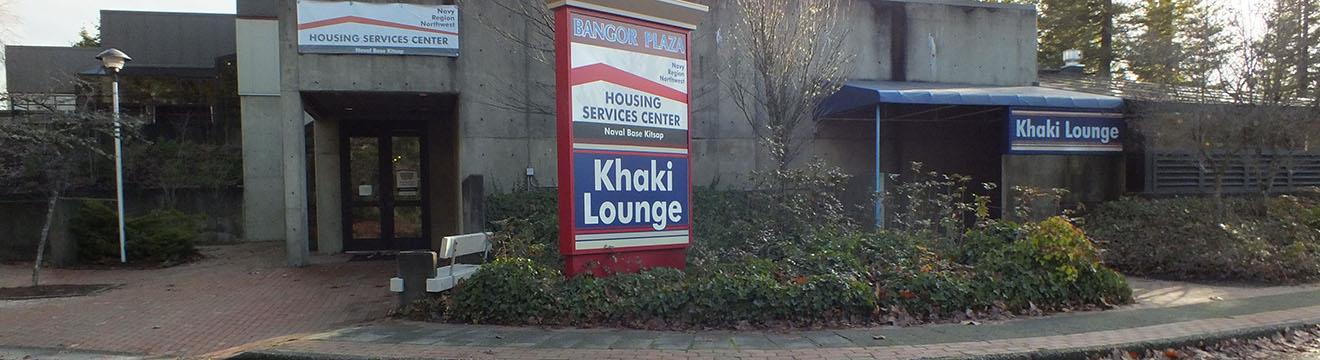 Navy
Region
Northwest
HOUSING SERVICES CENTER
Naval Base Kitsap
BANGOR PLAZA
Navy
Region
Northwest
HOUSING
SERVICES CENTER
Naval Base Kitsap
Khaki
Lounge
Khaki Lounge